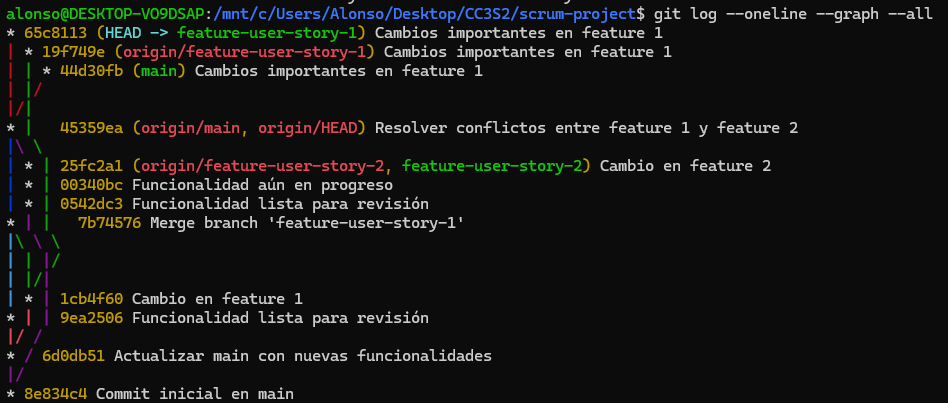 alonso@DESKTOP-VO9DSAP:/mnt/c/Users/Alonso/Desktop/CC3S2/scrum-project$ git log --oneline --graph --all
* 65c8113 (HEAD -> feature-user-story-1) Cambios importantes en feature 1
| * 19f749e (origin/feature-user-story-1) Cambios importantes en feature 1
| | * 44d30fb (main) Cambios importantes en feature 1
| |/
|/|
* |   45359ea (origin/main, origin/HEAD) Resolver conflictos entre feature 1 y feature 2
|\ \
| * | 25fc2a1 (origin/feature-user-story-2, feature-user-story-2) Cambio en feature 2
| * | 00340bc Funcionalidad aún en progreso
| * | 0542dc3 Funcionalidad lista para revisión
* | |   7b74576 Merge branch 'feature-user-story-1'
|\ \ \
| | |/
| |/|
| * | 1cb4f60 Cambio en feature 1
* | | 9ea2506 Funcionalidad lista para revisión
|/ /
* / 6d0db51 Actualizar main con nuevas funcionalidades
|/
* 8e834c4 Commit inicial en main